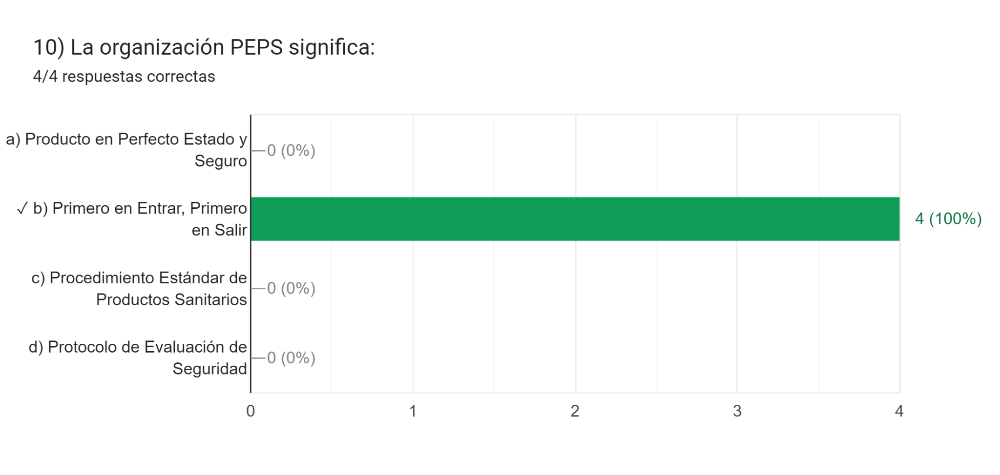 10) La organización PEPS significa:
4/4 respuestas correctas
a) Producto en Perfecto Estado y
Seguro
0 (0%)
✓ b) Primero en Entrar, Primero
en Salir
4 (100%)
c) Procedimiento Estándar de
Productos Sanitarios
0 (0%)
d) Protocolo de Evaluación de
Seguridad
0 (0%)
0 1 2 3 4